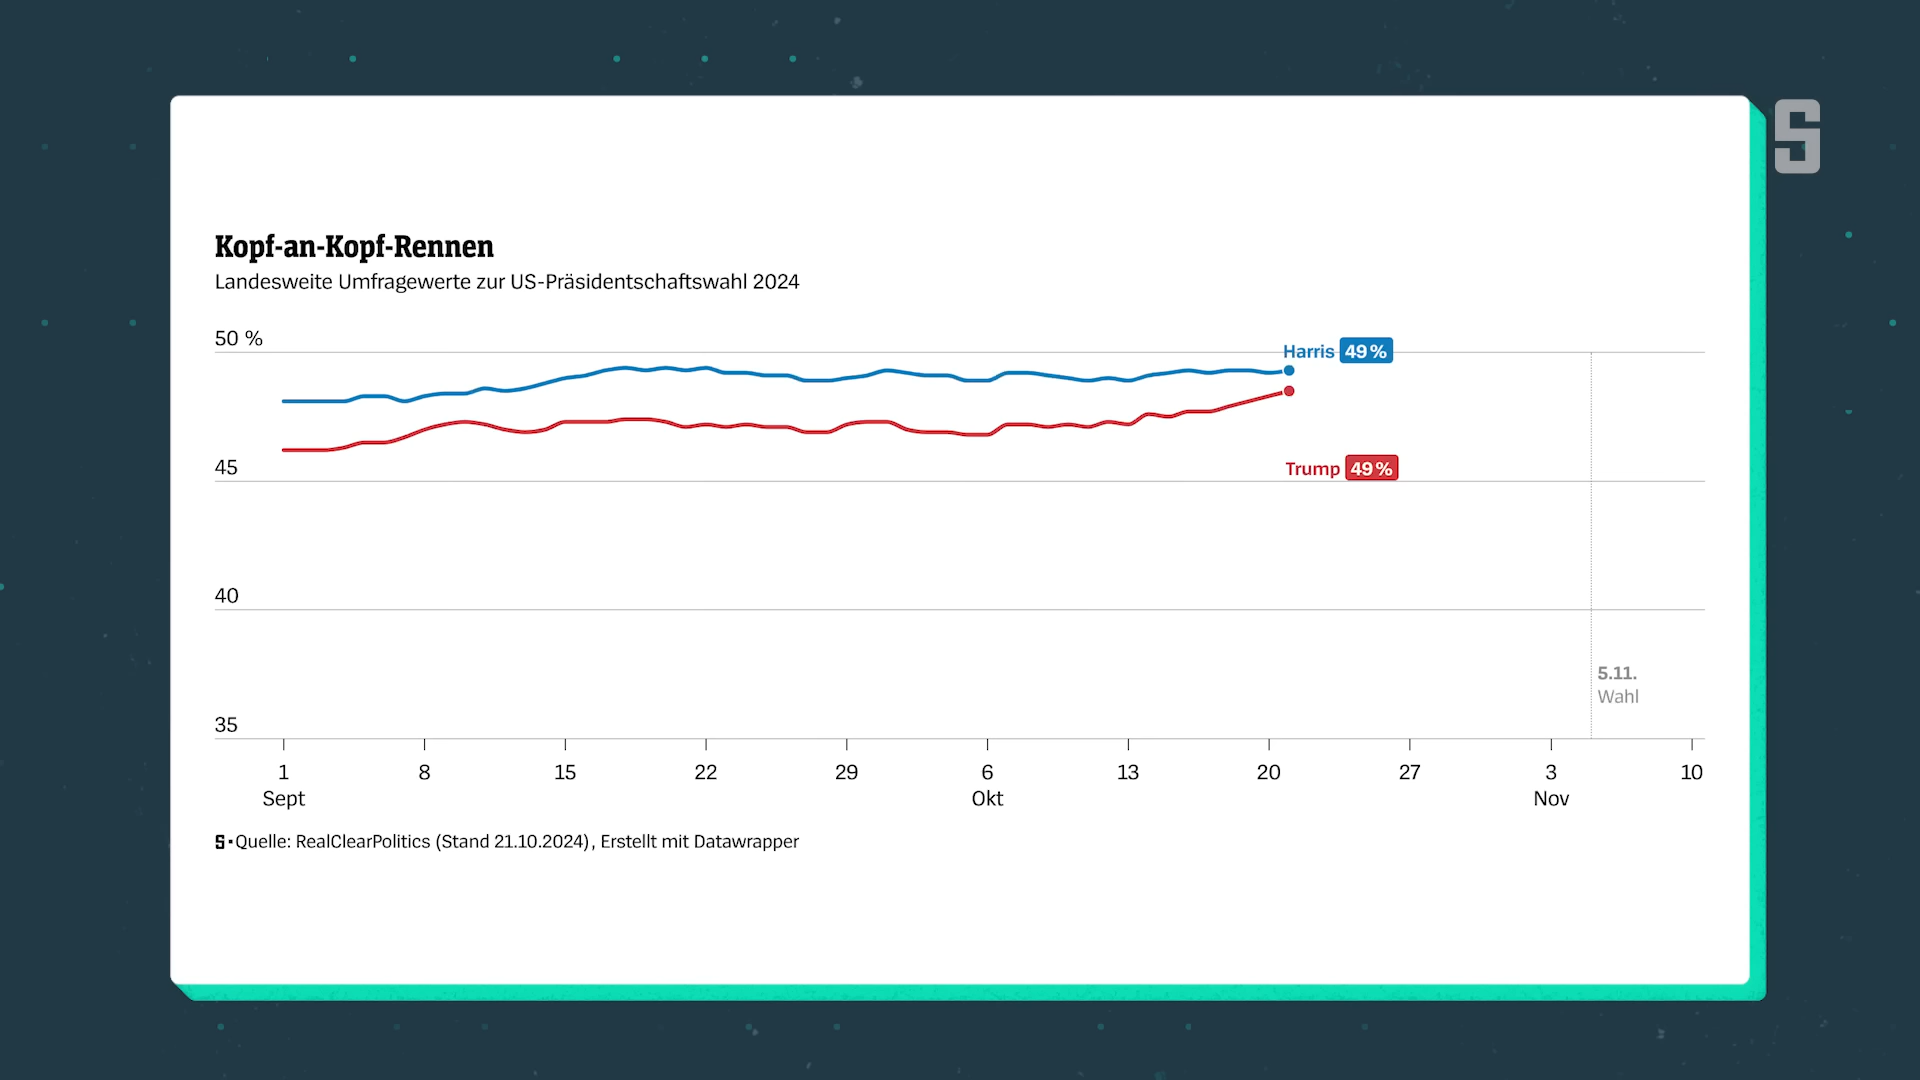 S
Kopf-an-Kopf-Rennen
Landesweite Umfragewerte zur US-Präsidentschaftswahl 2024
50 %
Harris 49 %
45
Trump 49 %
40
5.11.
Wahl
35
1 8 15 22 29 6 13 20 27 3 10
Sept Okt Nov
S•Quelle: RealClearPolitics (Stand 21.10.2024), Erstellt mit Datawrapper